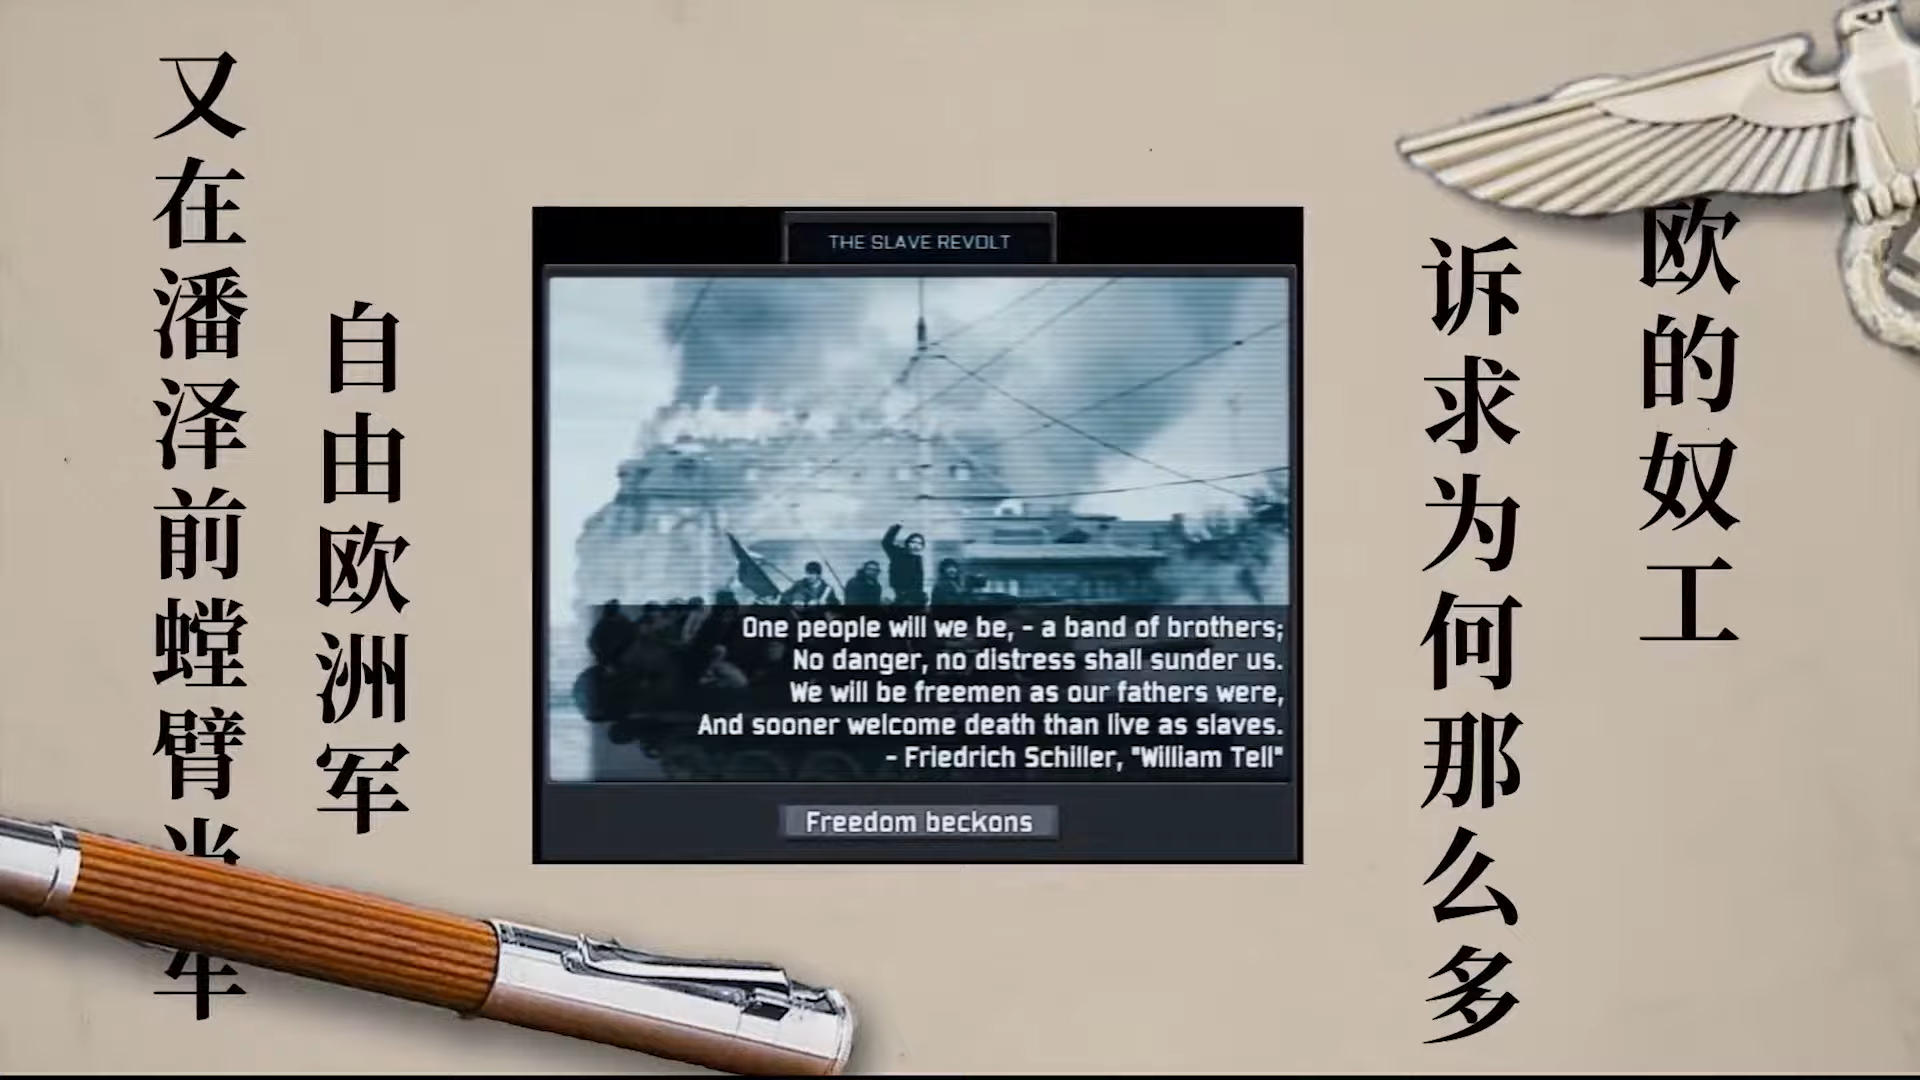 欧的奴工
诉求为何那么多
THE SLAVE REVOLT
One people will we be, - a band of brothers;
No danger, no distress shall sunder us.
We will be freemen as our fathers were,
And sooner welcome death than live as slaves.
- Friedrich Schiller, "William Tell"
Freedom beckons
自由欧洲军
又在潘泽前螳臂当车